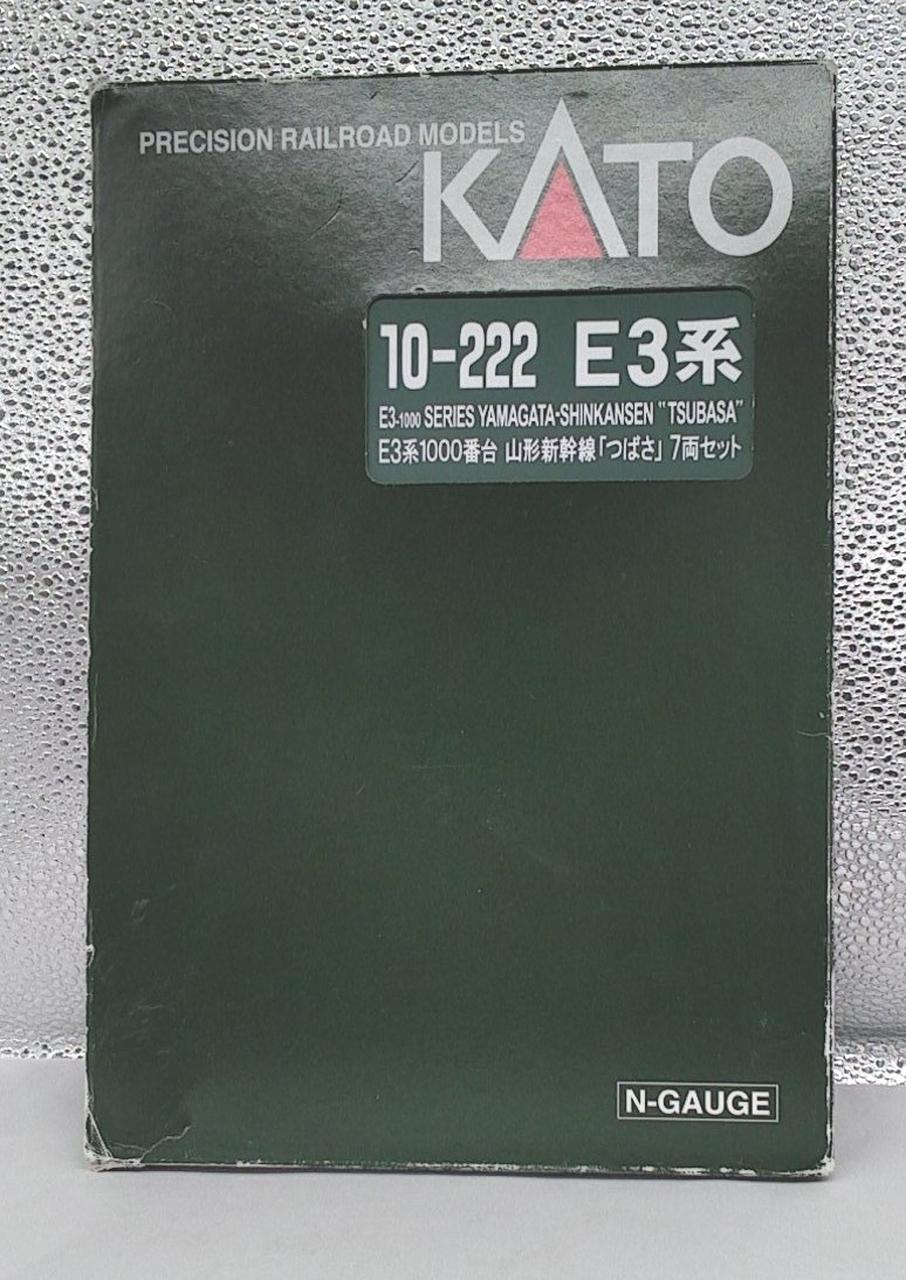 PRECISION RAILROAD MODELS
KATO
10-222 E3系
E3-1000 SERIES YAMAGATA-SHINKANSEN "TSUBASA"
E3系1000番台 山形新幹線「つばさ」7両セット
N-GAUGE